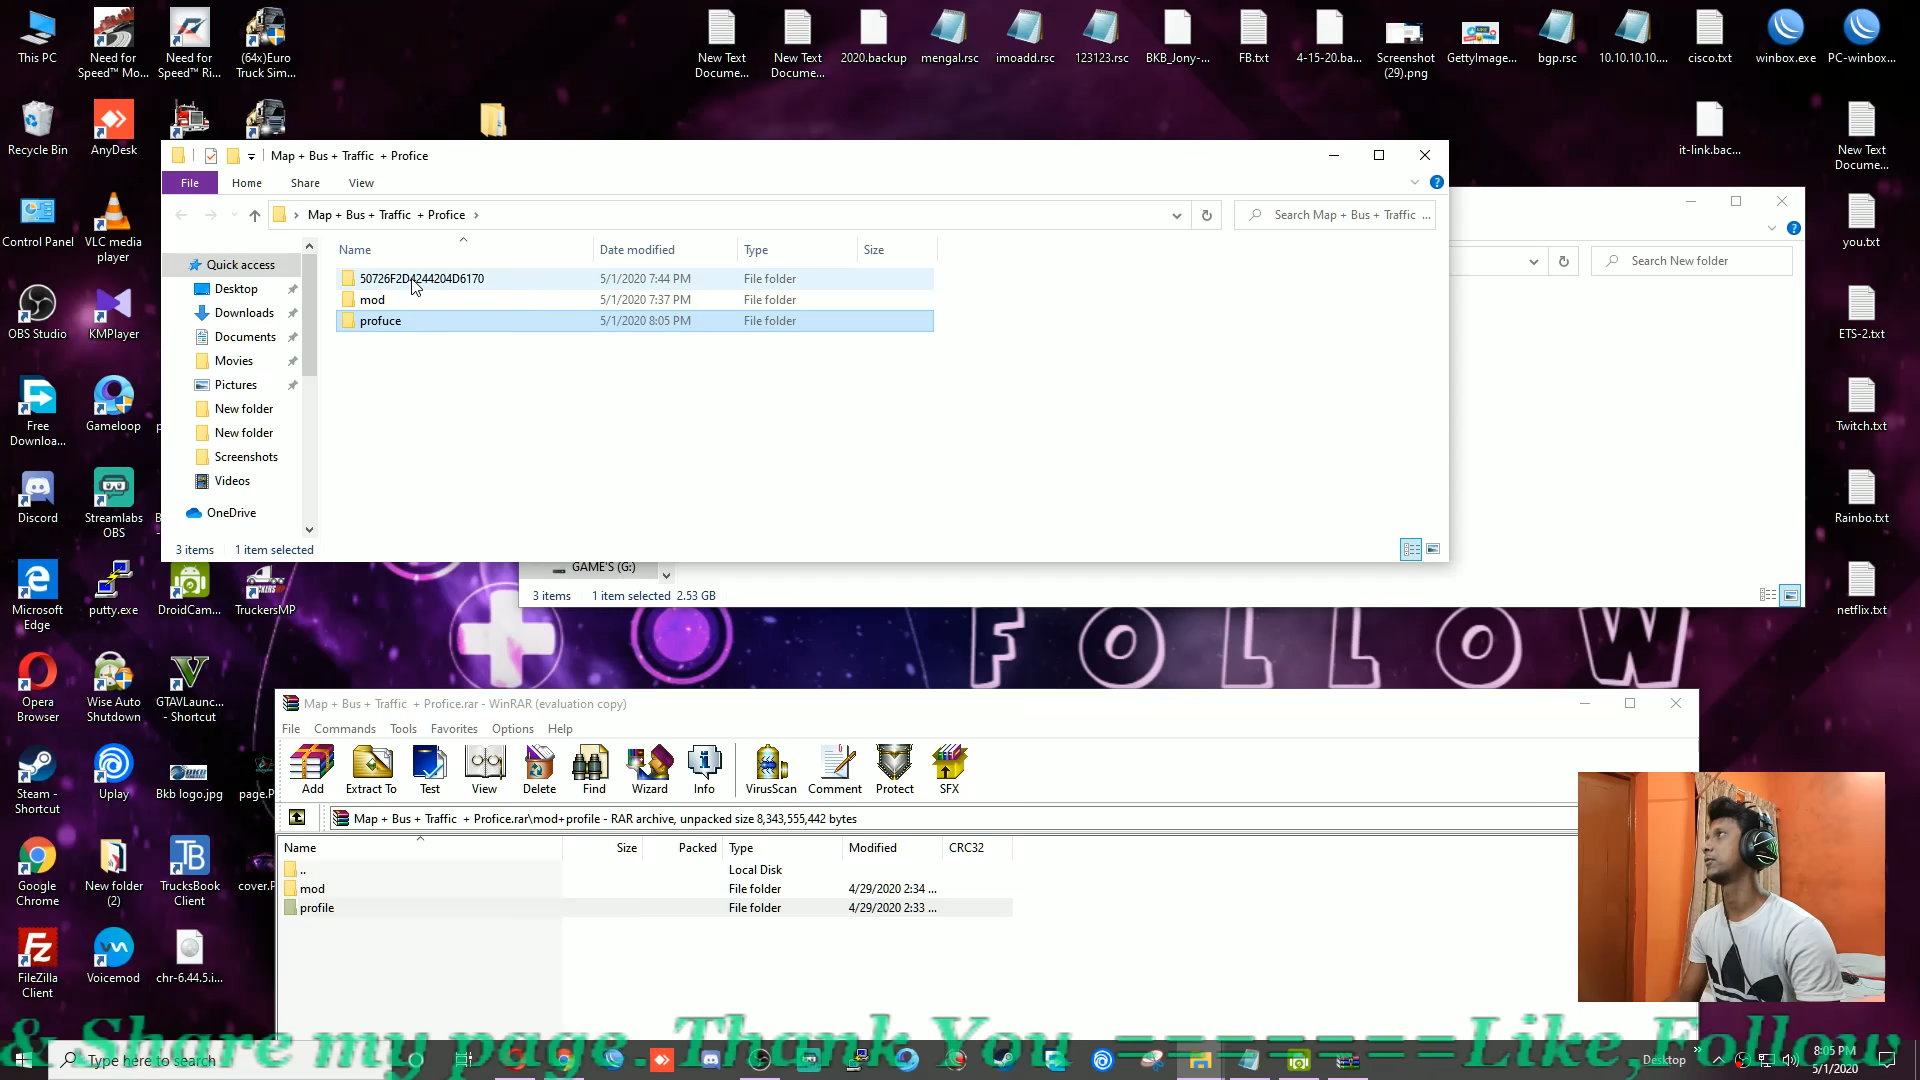 This PC
Need for Speed™ Mo...
Need for Speed™ Ri...
(64x)Euro Truck Sim...
New Text Docume...
New Text Docume...
2020.backup
mengal.rsc
imoadd.rsc
123123.rsc
BKB_Jony-...
FB.txt
4-15-20.ba...
Screenshot (29).png
GettyImage...
bgp.rsc
10.10.10.10....
cisco.txt
winbox.exe
PC-winbox...
Recycle Bin
AnyDesk
it-link.bac...
New Text Docume...
Map + Bus + Traffic + Profice
File
Home
Share
View
Map + Bus + Traffic + Profice
Search Map + Bus + Traffic ...
Search New folder
Control Panel
VLC media player
you.txt
Name
Date modified
Type
Size
Quick access
Desktop
Downloads
Documents
Movies
Pictures
New folder
New folder
Screenshots
Videos
OneDrive
50726F2D4244204D6170
5/1/2020 7:44 PM
File folder
mod
5/1/2020 7:37 PM
File folder
profuce
5/1/2020 8:05 PM
File folder
3 items
1 item selected
OBS Studio
KMPlayer
ETS-2.txt
Free Downloa...
Gameloop
Twitch.txt
Discord
Streamlabs OBS
Rainbo.txt
GAME'S (G:)
3 items
1 item selected 2.53 GB
Microsoft Edge
putty.exe
DroidCam...
TruckersMP
netflix.txt
FOLLOW
Opera Browser
Wise Auto Shutdown
GTAVLaunc... - Shortcut
Map + Bus + Traffic + Profice.rar - WinRAR (evaluation copy)
File
Commands
Tools
Favorites
Options
Help
Add
Extract To
Test
View
Delete
Find
Wizard
Info
VirusScan
Comment
Protect
SFX
Steam - Shortcut
Uplay
Bkb logo.jpg
page.P
Map + Bus + Traffic + Profice.rar\mod+profile - RAR archive, unpacked size 8,343,555,442 bytes
Name
Size
Packed
Type
Modified
CRC32
..
Local Disk
mod
File folder
4/29/2020 2:34 ...
profile
File folder
4/29/2020 2:33 ...
Google Chrome
New folder (2)
TrucksBook Client
cover.P
FileZilla Client
Voicemod
chr-6.44.5.i...
& Share my page. Thank You =======Like,Follow
Type here to search
Desktop
8:05 PM
5/1/2020